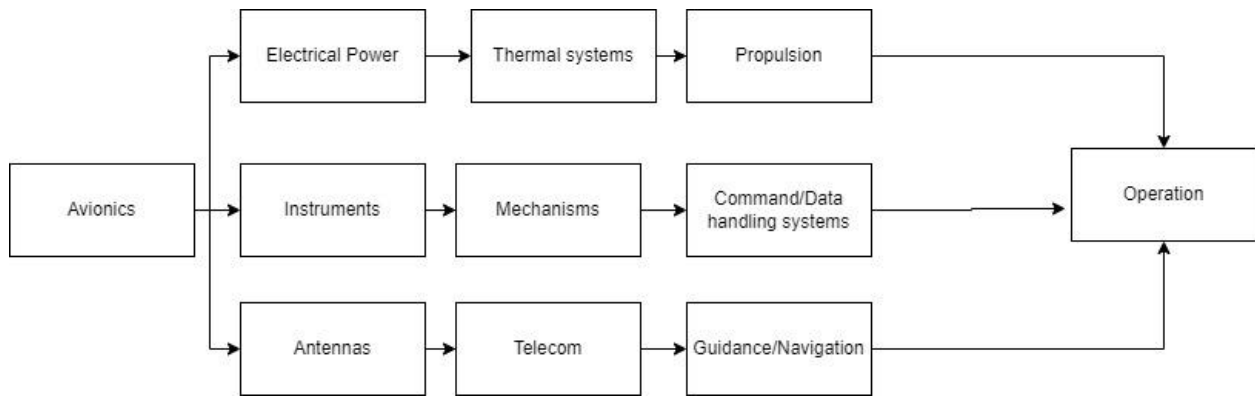 Electrical Power
Thermal systems
Propulsion
Avionics
Instruments
Mechanisms
Command/Data
handling systems
Operation
Antennas
Telecom
Guidance/Navigation